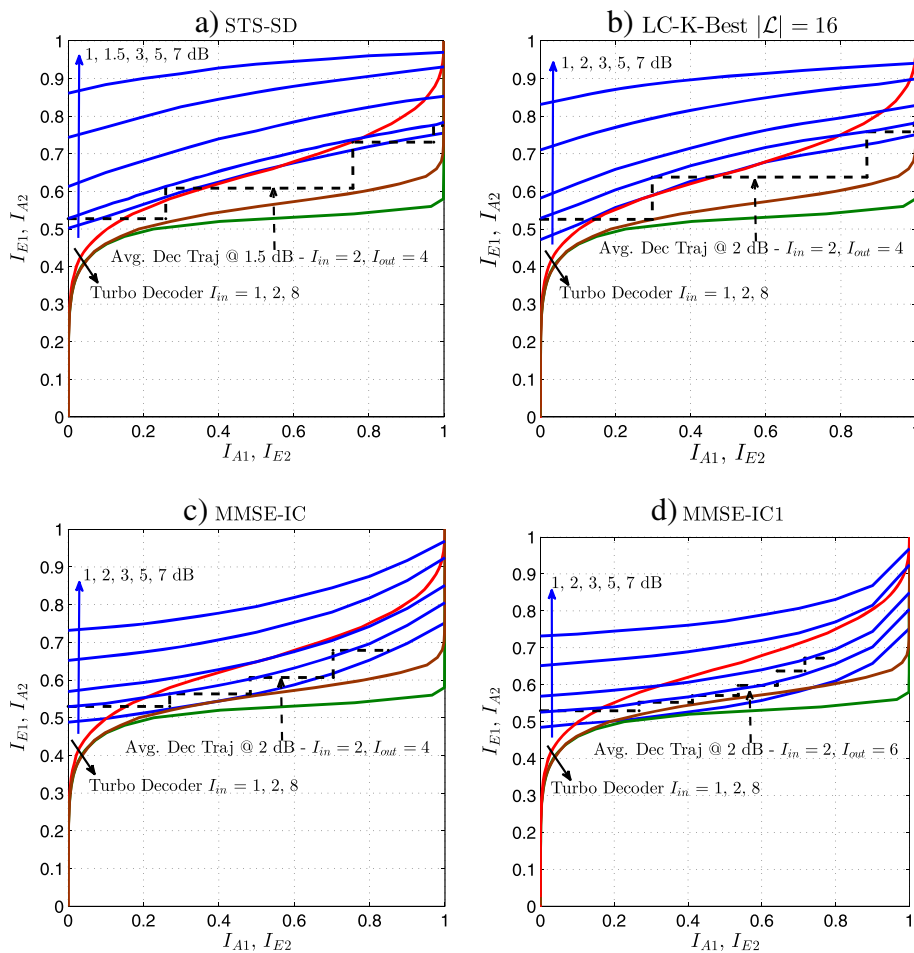 a) STS-SD
1, 1.5, 3, 5, 7 dB
Avg. Dec Traj @ 1.5 dB - I_in = 2, I_out = 4
Turbo Decoder I_in = 1, 2, 8
I_E1, I_A2
1
0.9
0.8
0.7
0.6
0.5
0.4
0.3
0.2
0.1
0
0 0.2 0.4 0.6 0.8 1
I_A1, I_E2
b) LC-K-Best |ℒ| = 16
1, 2, 3, 5, 7 dB
Avg. Dec Traj @ 2 dB - I_in = 2, I_out = 4
Turbo Decoder I_in = 1, 2, 8
I_E1, I_A2
1
0.9
0.8
0.7
0.6
0.5
0.4
0.3
0.2
0.1
0
0 0.2 0.4 0.6 0.8 1
I_A1, I_E2
c) MMSE-IC
1, 2, 3, 5, 7 dB
Avg. Dec Traj @ 2 dB - I_in = 2, I_out = 4
Turbo Decoder I_in = 1, 2, 8
I_E1, I_A2
1
0.9
0.8
0.7
0.6
0.5
0.4
0.3
0.2
0.1
0
0 0.2 0.4 0.6 0.8 1
I_A1, I_E2
d) MMSE-IC1
1, 2, 3, 5, 7 dB
Avg. Dec Traj @ 2 dB - I_in = 2, I_out = 6
Turbo Decoder I_in = 1, 2, 8
I_E1, I_A2
1
0.9
0.8
0.7
0.6
0.5
0.4
0.3
0.2
0.1
0
0 0.2 0.4 0.6 0.8 1
I_A1, I_E2